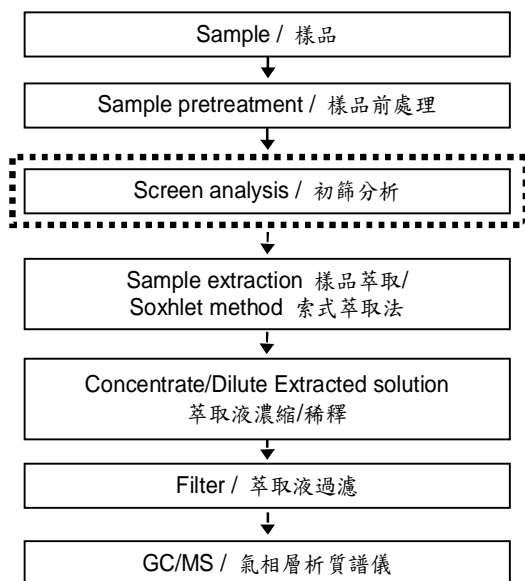 Sample / 樣品
Sample pretreatment / 樣品前處理
Screen analysis / 初篩分析
Sample extraction 樣品萃取/
Soxhlet method 索式萃取法
Concentrate/Dilute Extracted solution
萃取液濃縮/稀釋
Filter / 萃取液過濾
GC/MS / 氣相層析質譜儀